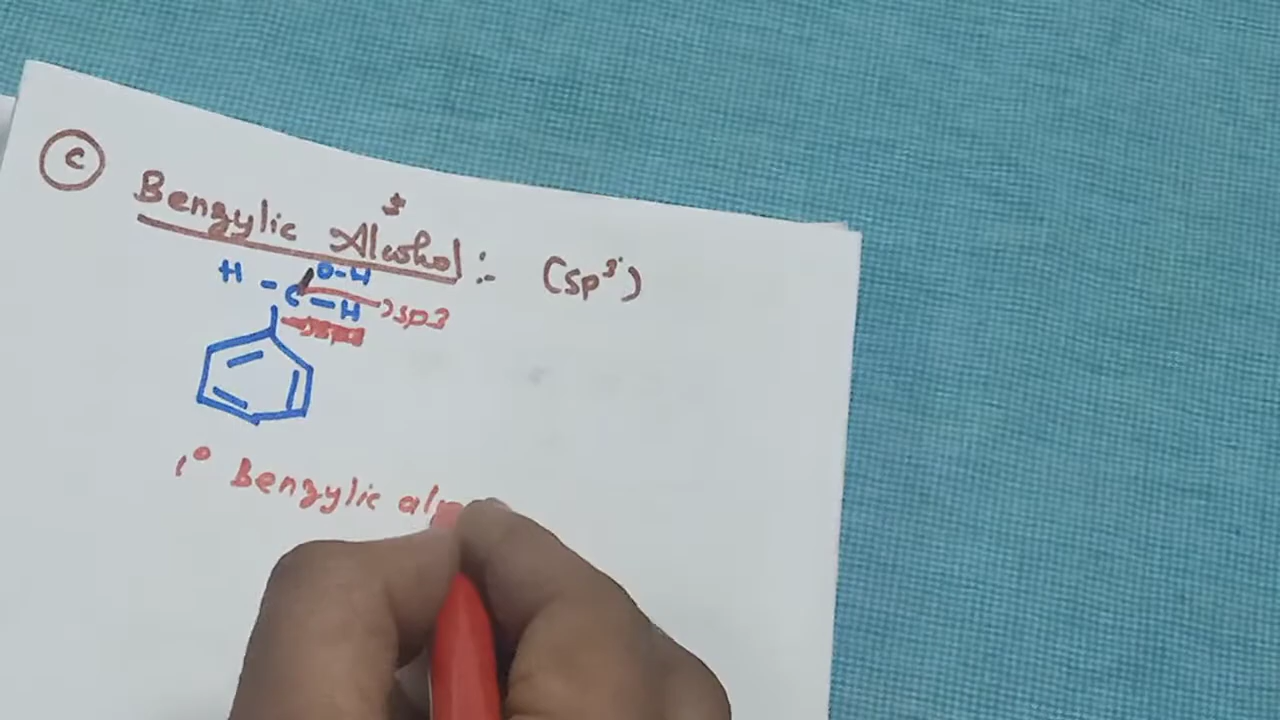 C Benzylic Alcohol :- (sp³)
O-H
H - C - H sp3
1° Benzylic al